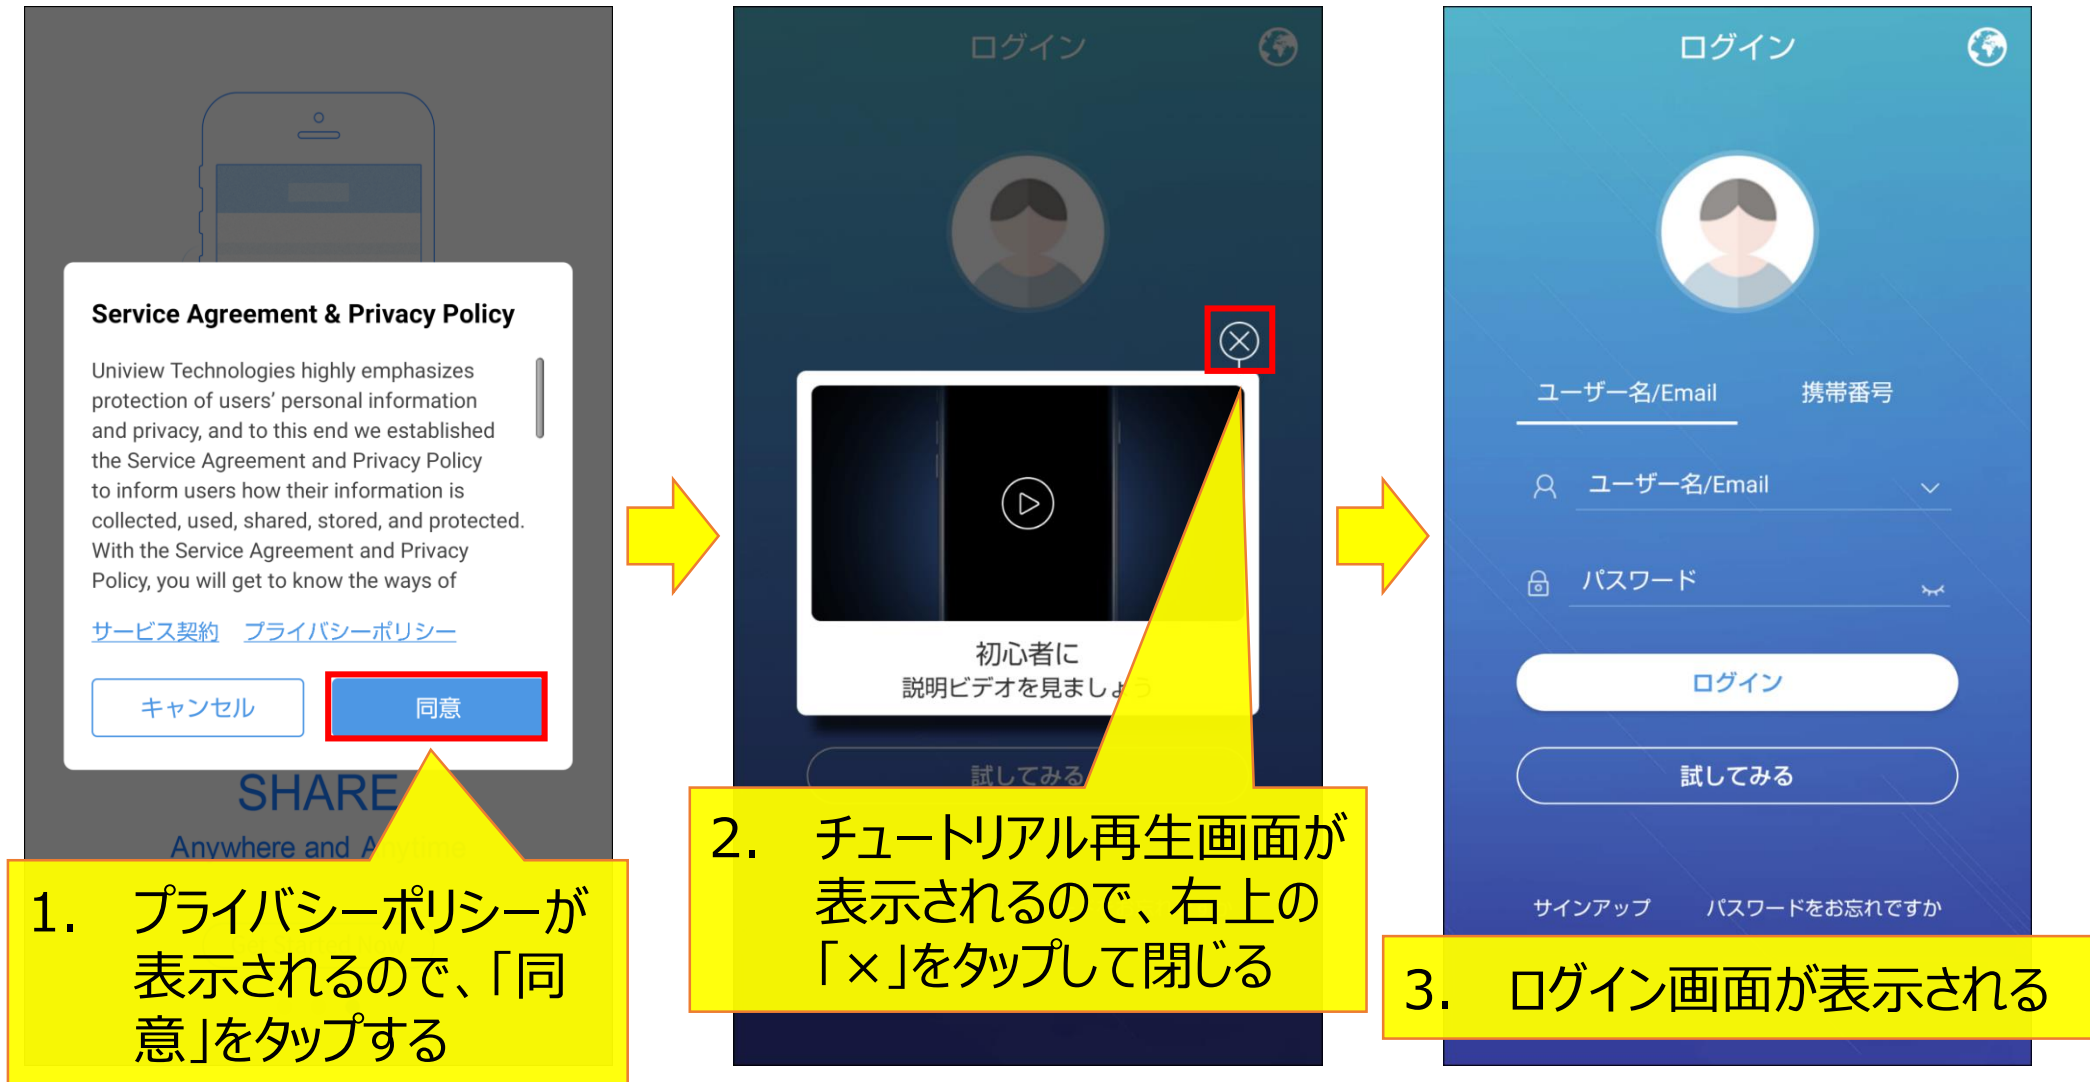 Service Agreement & Privacy Policy
Uniview Technologies highly emphasizes
protection of users' personal information
and privacy, and to this end we established
the Service Agreement and Privacy Policy
to inform users how their information is
collected, used, shared, stored, and protected.
With the Service Agreement and Privacy
Policy, you will get to know the ways of
サービス契約 プライバシーポリシー
キャンセル 同意
SHARE
Anywhere and Anytime
1. プライバシーポリシーが
表示されるので、「同
意」をタップする
ログイン
初心者に
説明ビデオを見ましょう
試してみる
2. チュートリアル再生画面が
表示されるので、右上の
「×」をタップして閉じる
ログイン
ユーザー名/Email 携帯番号
ユーザー名/Email
パスワード
ログイン
試してみる
サインアップ パスワードをお忘れですか
3. ログイン画面が表示される